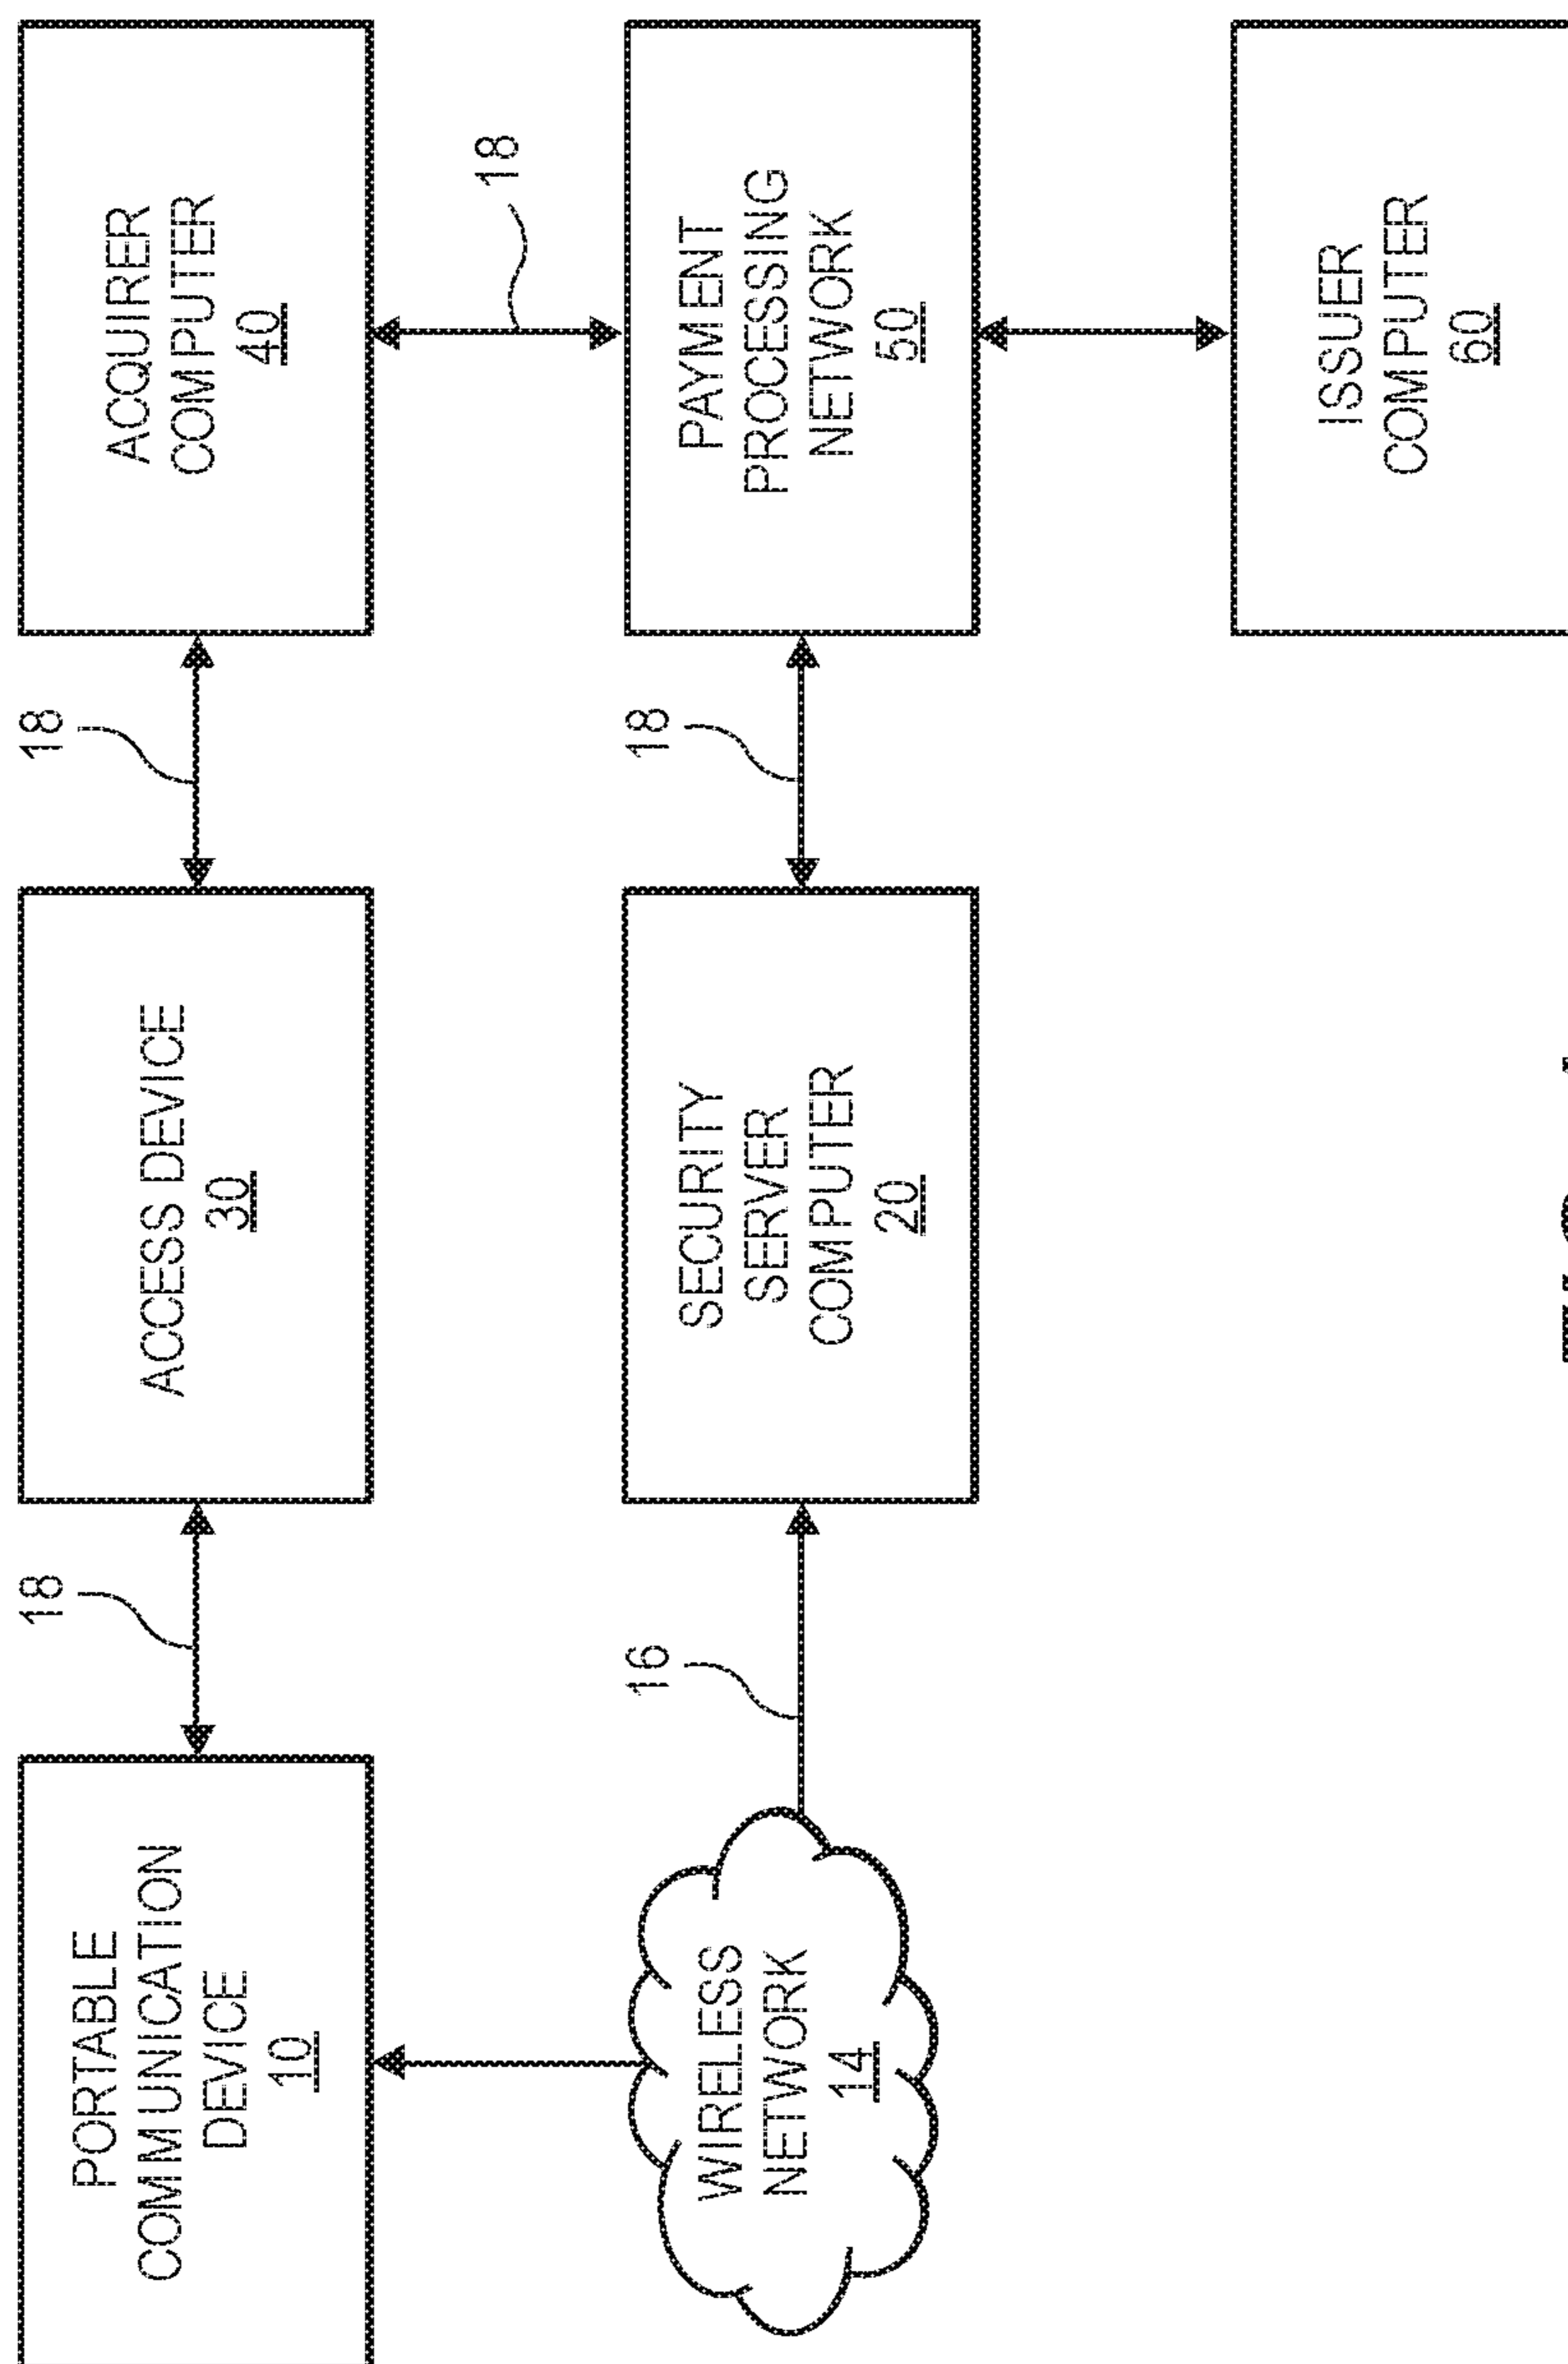 18
18
PORTABLE
COMMUNICATION
DEVICE
10
ACCESS DEVICE
30
ACQUIRER
COMPUTER
40
18
16
18
WIRELESS
NETWORK
14
SECURITY
SERVER
COMPUTER
20
PAYMENT
PROCESSING
NETWORK
50
ISSUER
COMPUTER
60